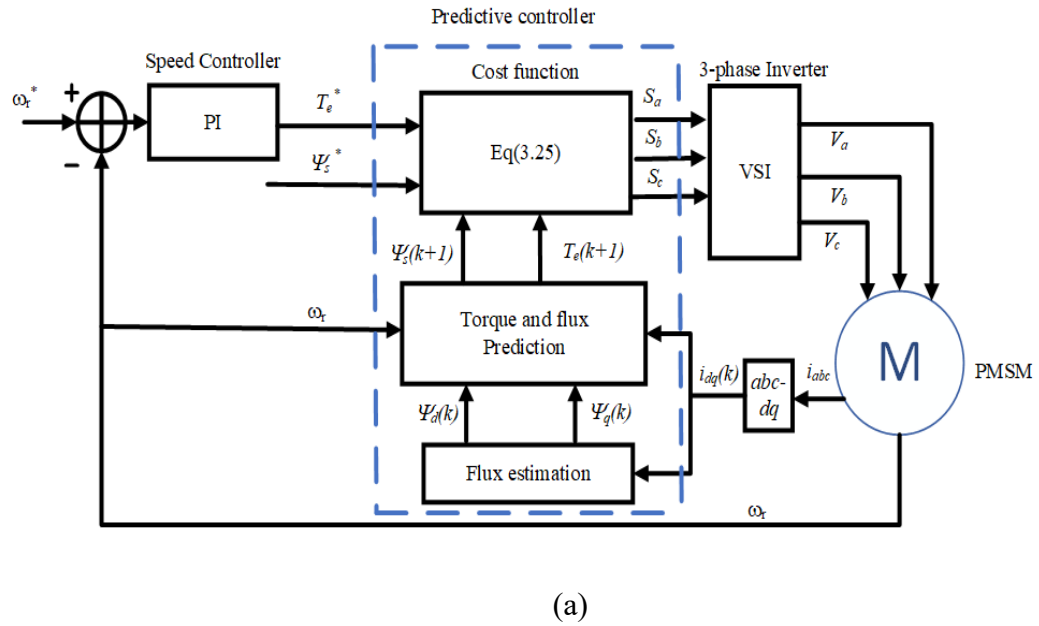 Predictive controller
Speed Controller
Cost function
3-phase Inverter
ωr*
+
−
PI
Te*
Ψs*
Eq(3.25)
Sa
Sb
Sc
VSI
Va
Vb
Vc
Ψs(k+1)
Te(k+1)
ωr
Torque and flux
Prediction
idq(k)
abc-
dq
iabc
M
PMSM
Ψd(k)
Ψq(k)
Flux estimation
ωr
(a)